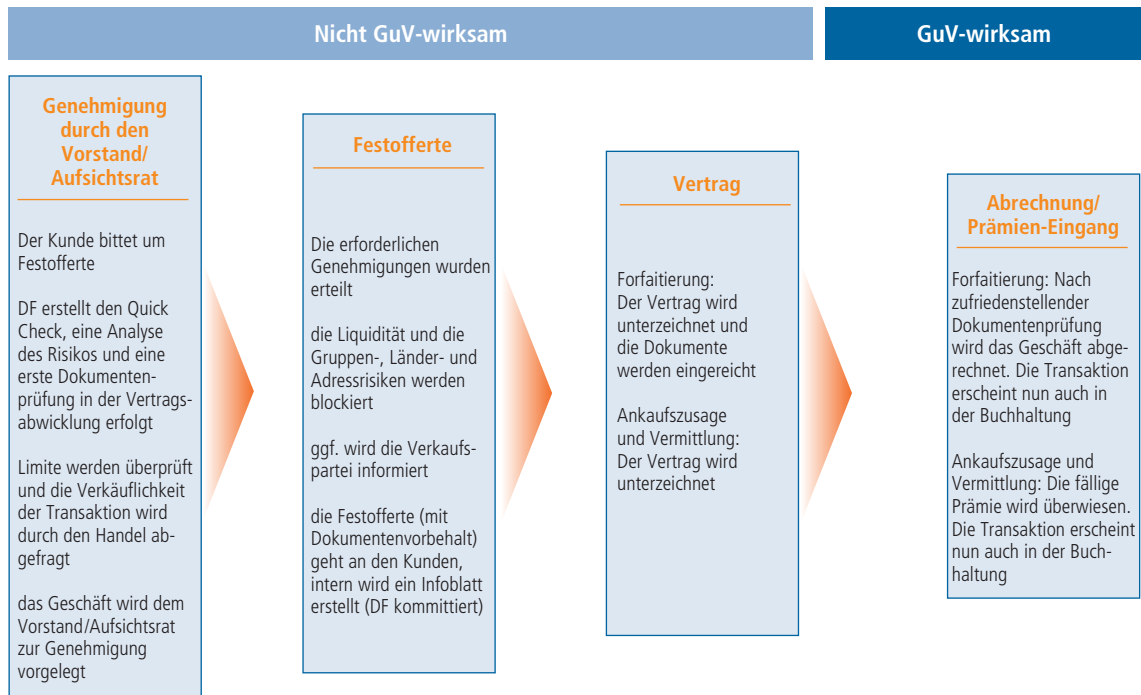 Nicht GuV-wirksam
GuV-wirksam
Genehmigung
durch den
Vorstand/
Aufsichtsrat
Der Kunde bittet um
Festofferte
DF erstellt den Quick
Check, eine Analyse
des Risikos und eine
erste Dokumenten-
prüfung in der Vertrags-
abwicklung erfolgt
Limite werden überprüft
und die Verkäuflichkeit
der Transaktion wird
durch den Handel ab-
gefragt
das Geschäft wird dem
Vorstand/Aufsichtsrat
zur Genehmigung
vorgelegt
Festofferte
Die erforderlichen
Genehmigungen wurden
erteilt
die Liquidität und die
Gruppen-, Länder- und
Adressrisiken werden
blockiert
ggf. wird die Verkaufs-
partei informiert
die Festofferte (mit
Dokumentenvorbehalt)
geht an den Kunden,
intern wird ein Infoblatt
erstellt (DF kommittiert)
Vertrag
Forfaitierung:
Der Vertrag wird
unterzeichnet und
die Dokumente
werden eingereicht
Ankaufszusage
und Vermittlung:
Der Vertrag wird
unterzeichnet
Abrechnung/
Prämien-Eingang
Forfaitierung: Nach
zufriedenstellender
Dokumentenprüfung
wird das Geschäft abge-
rechnet. Die Transaktion
erscheint nun auch in
der Buchhaltung
Ankaufszusage und
Vermittlung: Die fällige
Prämie wird überwiesen.
Die Transaktion erscheint
nun auch in der Buch-
haltung